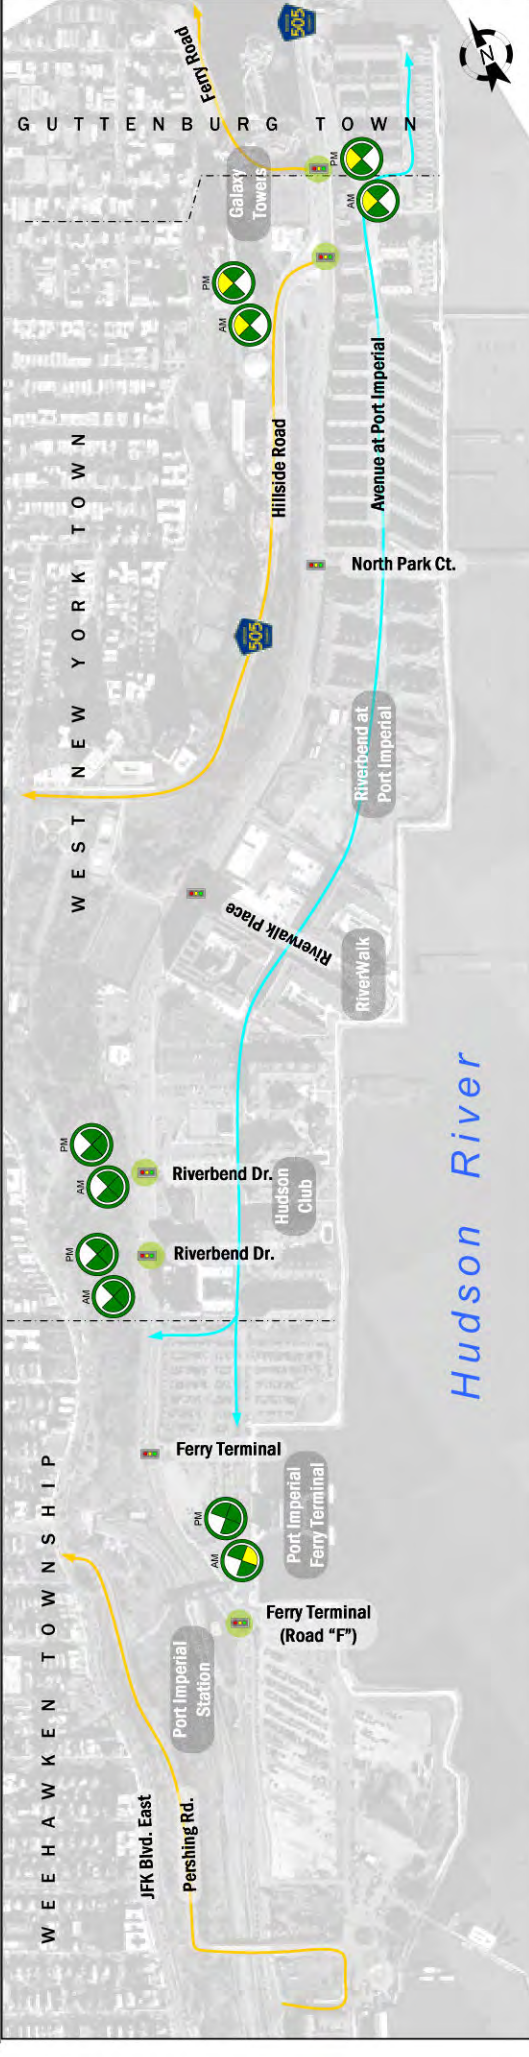 505
Ferry Road
N
GUTTENBURG TOWN
PM
Galaxy
Towers
AM
PM
AM
Avenue at Port Imperial
Hillside Road
WEST NEW YORK TOWN
North Park Ct.
505
Riverbend at
Port Imperial
Riverwalk Place
RiverWalk
Hudson River
PM
AM
Riverbend Dr.
Hudson
Club
PM
Riverbend Dr.
AM
Ferry Terminal
WEEHAWKEN TOWNSHIP
Port Imperial
Ferry Terminal
PM
AM
Ferry Terminal
(Road "F")
Port Imperial
Station
JFK Blvd. East
Pershing Rd.